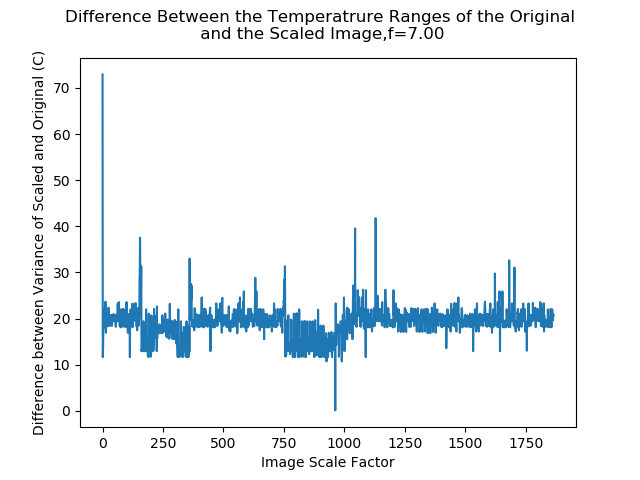 Difference Between the Temperatrure Ranges of the Original
and the Scaled Image,f=7.00
Difference between Variance of Scaled and Original (C)
70
60
50
40
30
20
10
0
0 250 500 750 1000 1250 1500 1750
Image Scale Factor